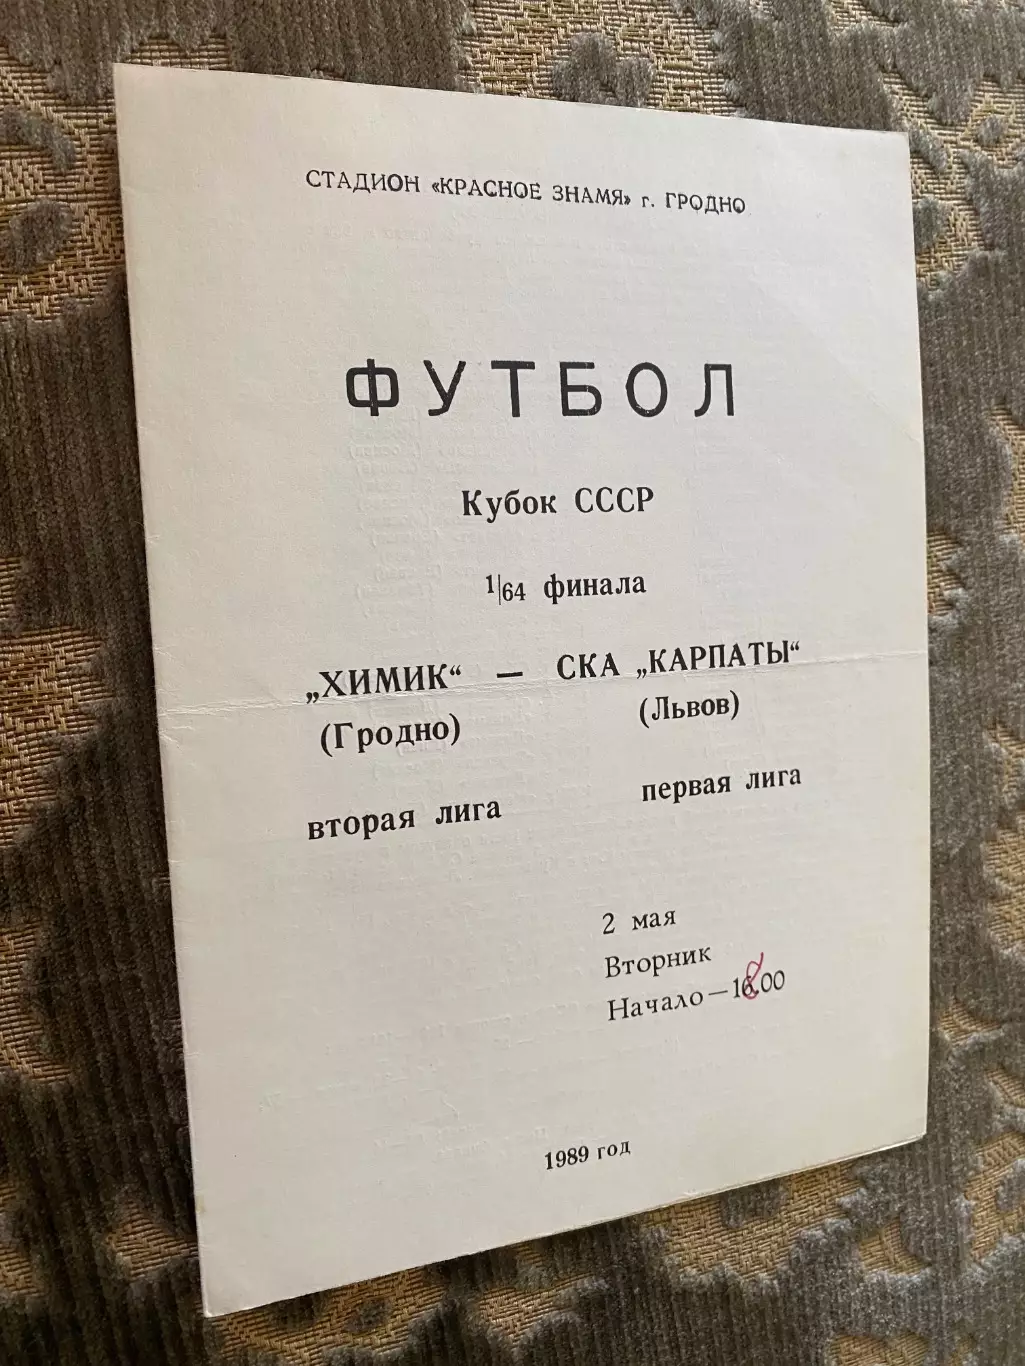 СТАДИОН «КРАСНОЕ ЗНАМЯ» г. ГРОДНО
ФУТБОЛ
Кубок СССР
1/64 финала
„ХИМИК“ — СКА „КАРПАТЫ“
(Гродно) (Львов)
вторая лига первая лига
2 мая
Вторник
Начало — 18.00
1989 год